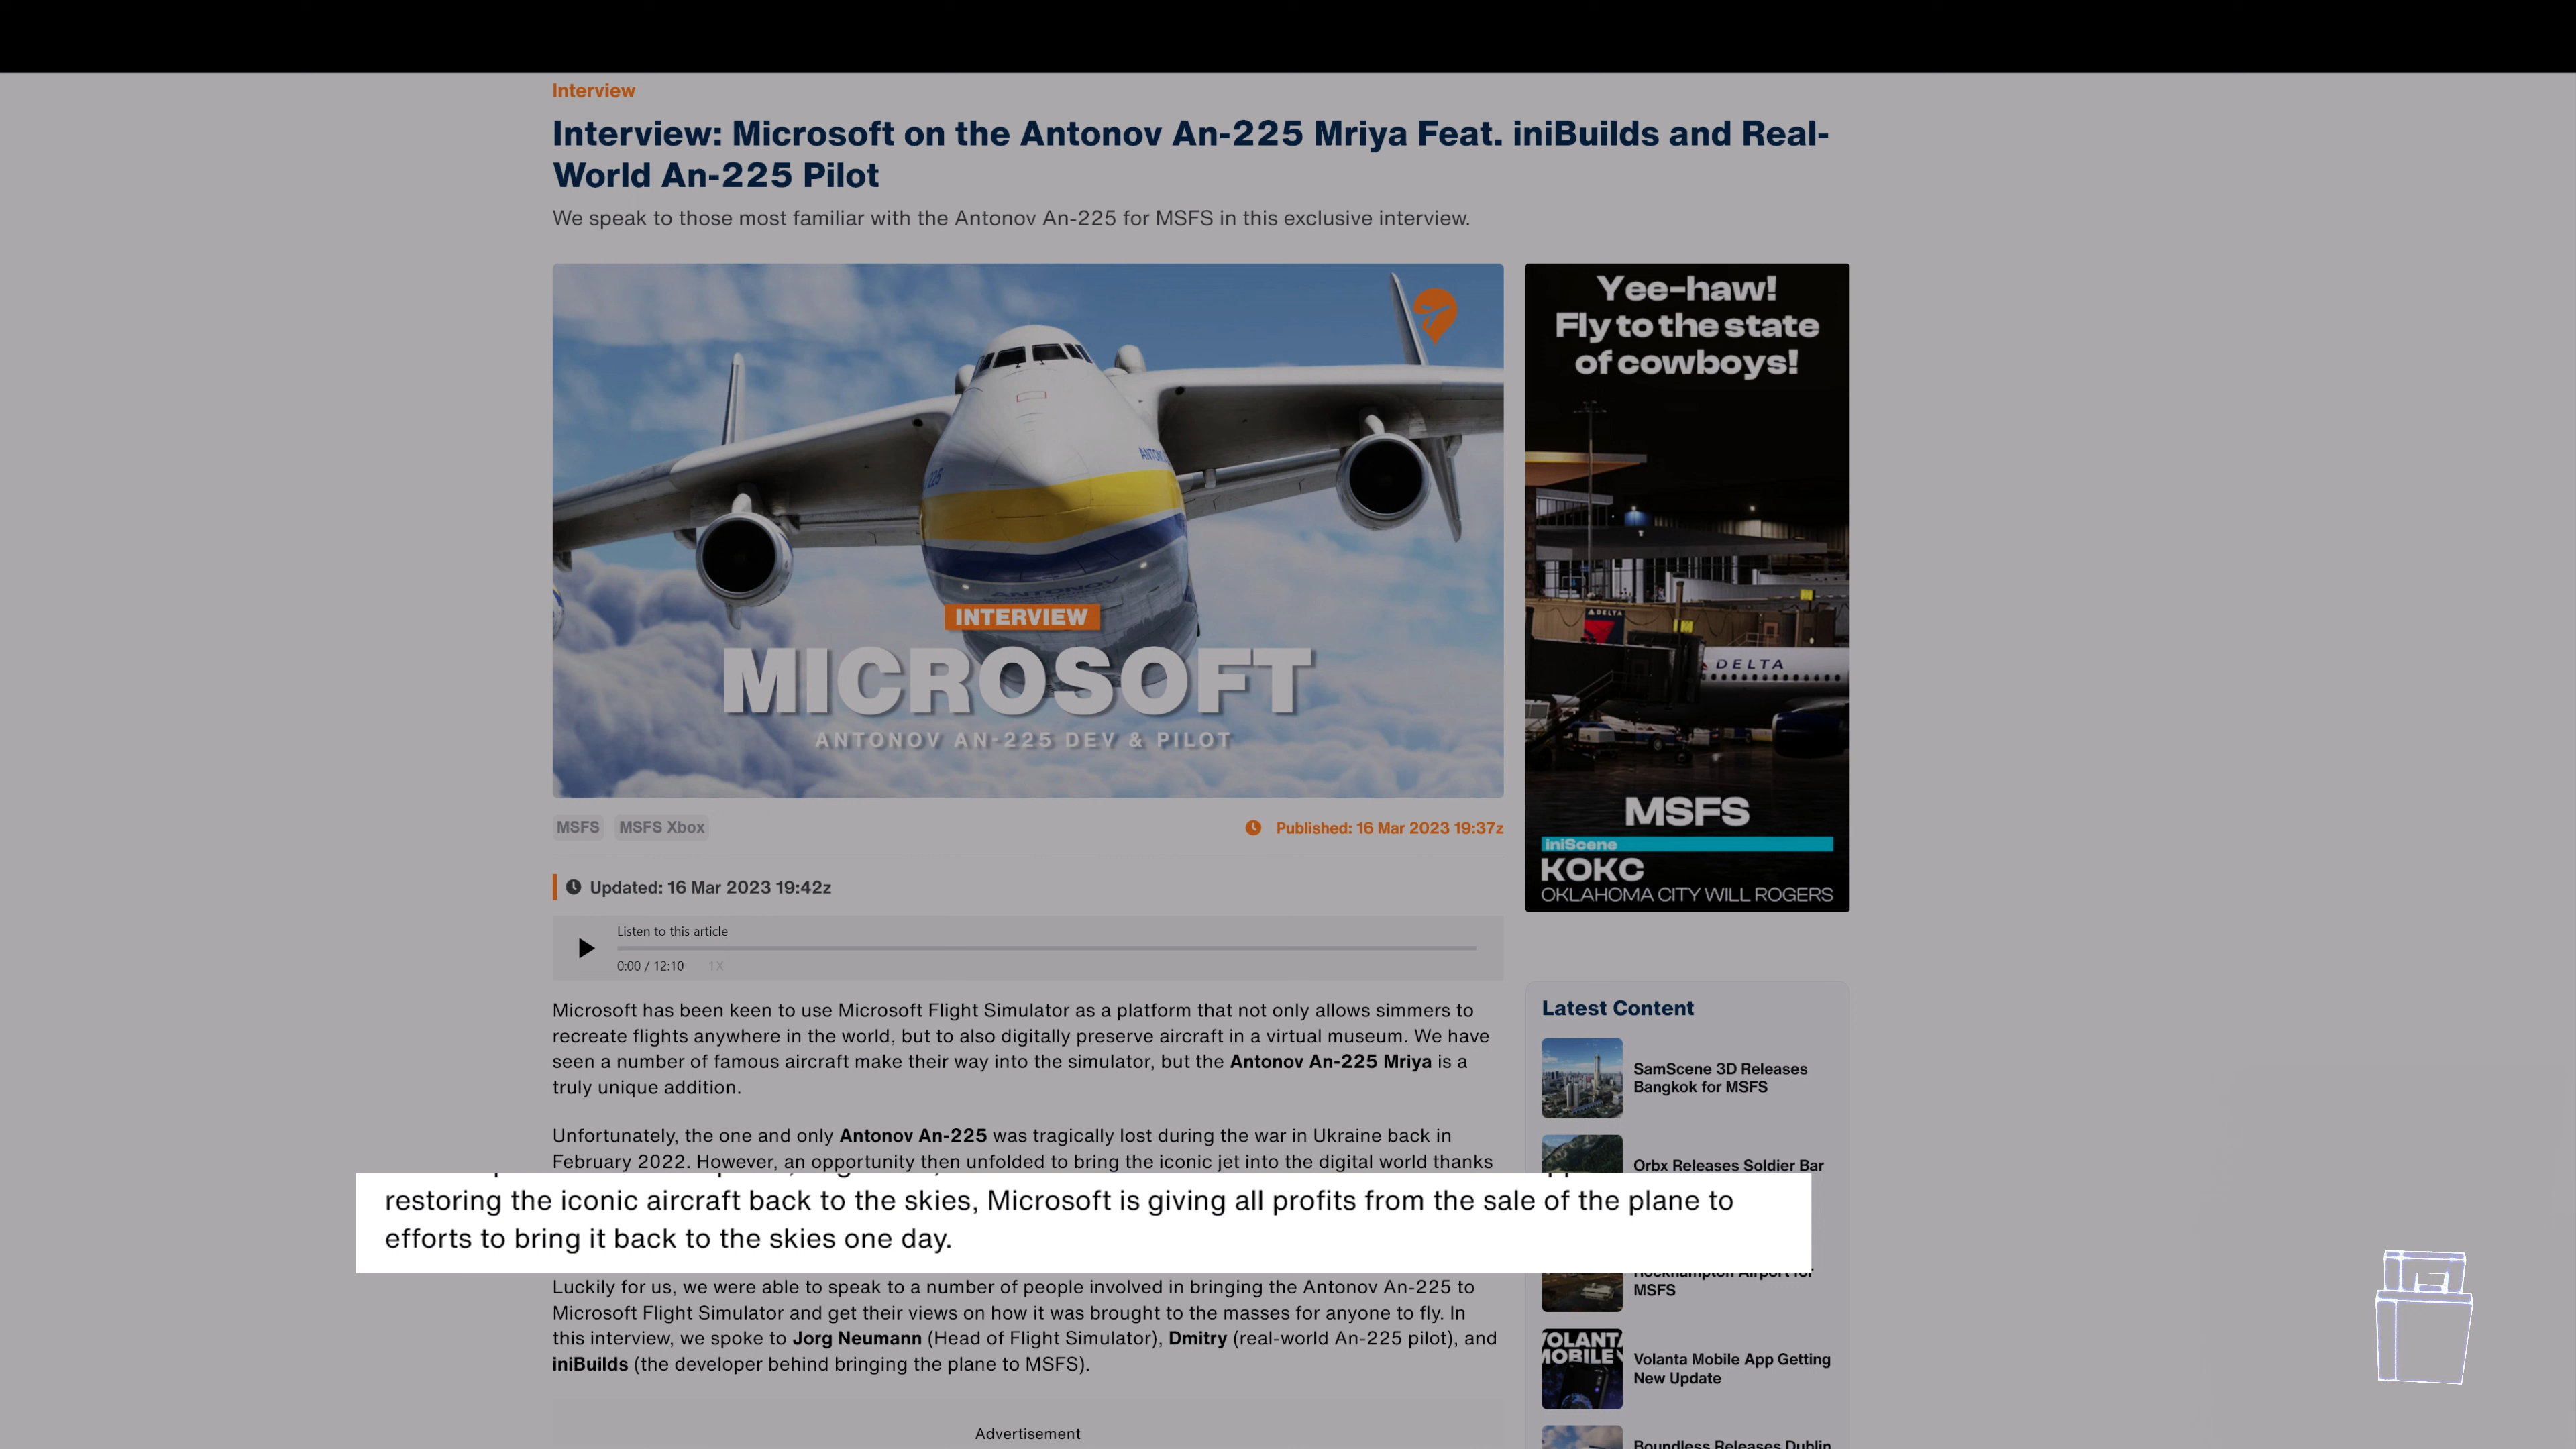 Interview
Interview: Microsoft on the Antonov An-225 Mriya Feat. iniBuilds and Real-
World An-225 Pilot
We speak to those most familiar with the Antonov An-225 for MSFS in this exclusive interview.
ANTONOV
INTERVIEW
MICROSOFT
ANTONOV AN-225 DEV & PILOT
Yee-haw!
Fly to the state
of cowboys!
DELTA
DELTA
MSFS
iniScene
KOKC
OKLAHOMA CITY WILL ROGERS
MSFS MSFS Xbox
Published: 16 Mar 2023 19:37z
Updated: 16 Mar 2023 19:42z
Listen to this article
0:00 / 12:10 1X
Microsoft has been keen to use Microsoft Flight Simulator as a platform that not only allows simmers to
recreate flights anywhere in the world, but to also digitally preserve aircraft in a virtual museum. We have
seen a number of famous aircraft make their way into the simulator, but the Antonov An-225 Mriya is a
truly unique addition.
Unfortunately, the one and only Antonov An-225 was tragically lost during the war in Ukraine back in
February 2022. However, an opportunity then unfolded to bring the iconic jet into the digital world thanks
restoring the iconic aircraft back to the skies, Microsoft is giving all profits from the sale of the plane to
efforts to bring it back to the skies one day.
Luckily for us, we were able to speak to a number of people involved in bringing the Antonov An-225 to
Microsoft Flight Simulator and get their views on how it was brought to the masses for anyone to fly. In
this interview, we spoke to Jorg Neumann (Head of Flight Simulator), Dmitry (real-world An-225 pilot), and
iniBuilds (the developer behind bringing the plane to MSFS).
Advertisement
Latest Content
SamScene 3D Releases
Bangkok for MSFS
Orbx Releases Soldier Bar
Rockhampton Airport for
MSFS
VOLANTA
MOBILE
Volanta Mobile App Getting
New Update
Boundless Releases Dublin